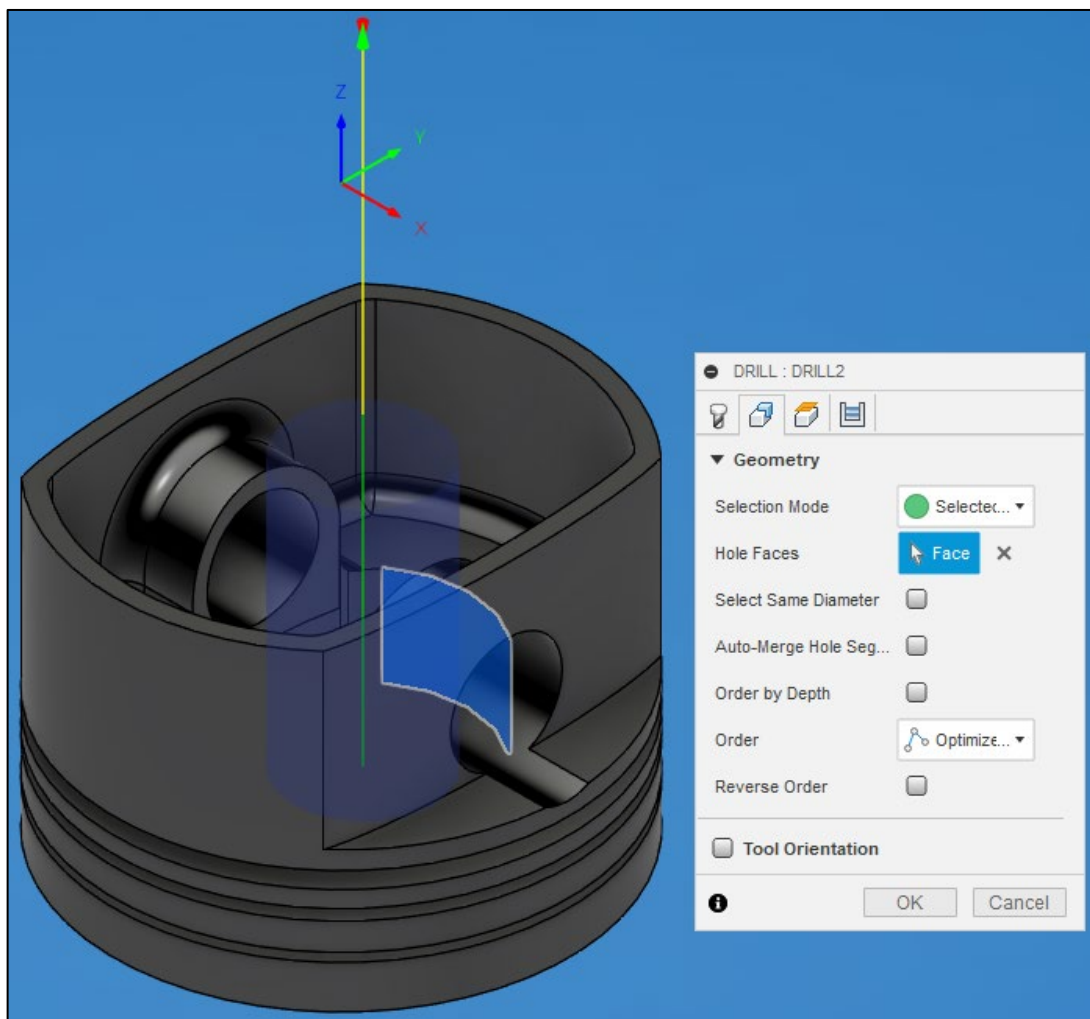 Z
Y
X
DRILL : DRILL2
Geometry
Selection Mode Selectec...
Hole Faces Face
Select Same Diameter
Auto-Merge Hole Seg...
Order by Depth
Order Optimize...
Reverse Order
Tool Orientation
OK Cancel